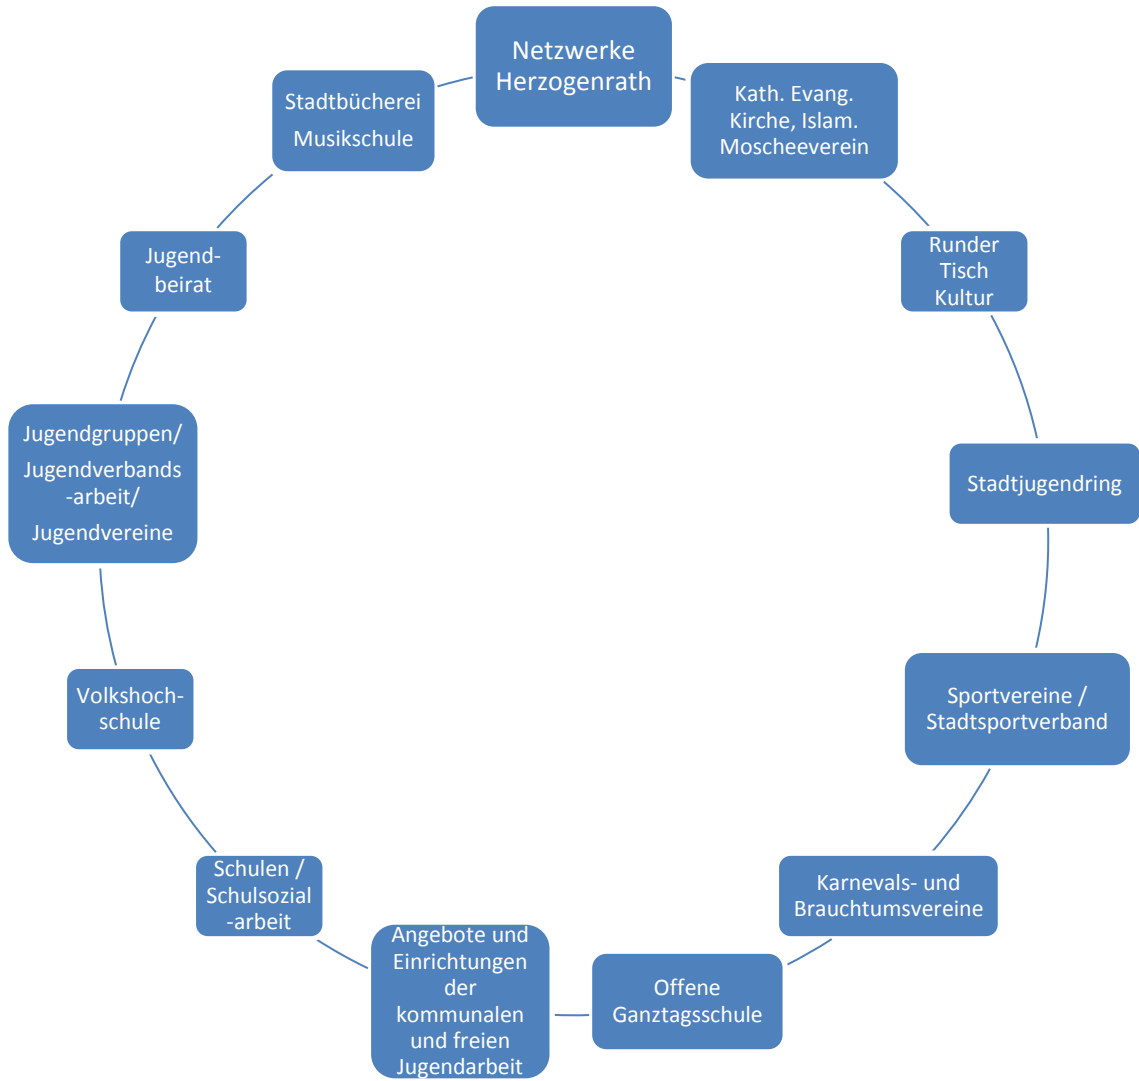 Netzwerke
Herzogenrath
Kath. Evang.
Kirche, Islam.
Moscheeverein
Runder
Tisch
Kultur
Stadtjugendring
Sportvereine /
Stadtsportverband
Karnevals- und
Brauchtumsvereine
Offene
Ganztagsschule
Angebote und
Einrichtungen
der
kommunalen
und freien
Jugendarbeit
Schulen /
Schulsozial
-arbeit
Volkshoch-
schule
Jugendgruppen/
Jugendverbands
-arbeit/
Jugendvereine
Jugend-
beirat
Stadtbücherei
Musikschule